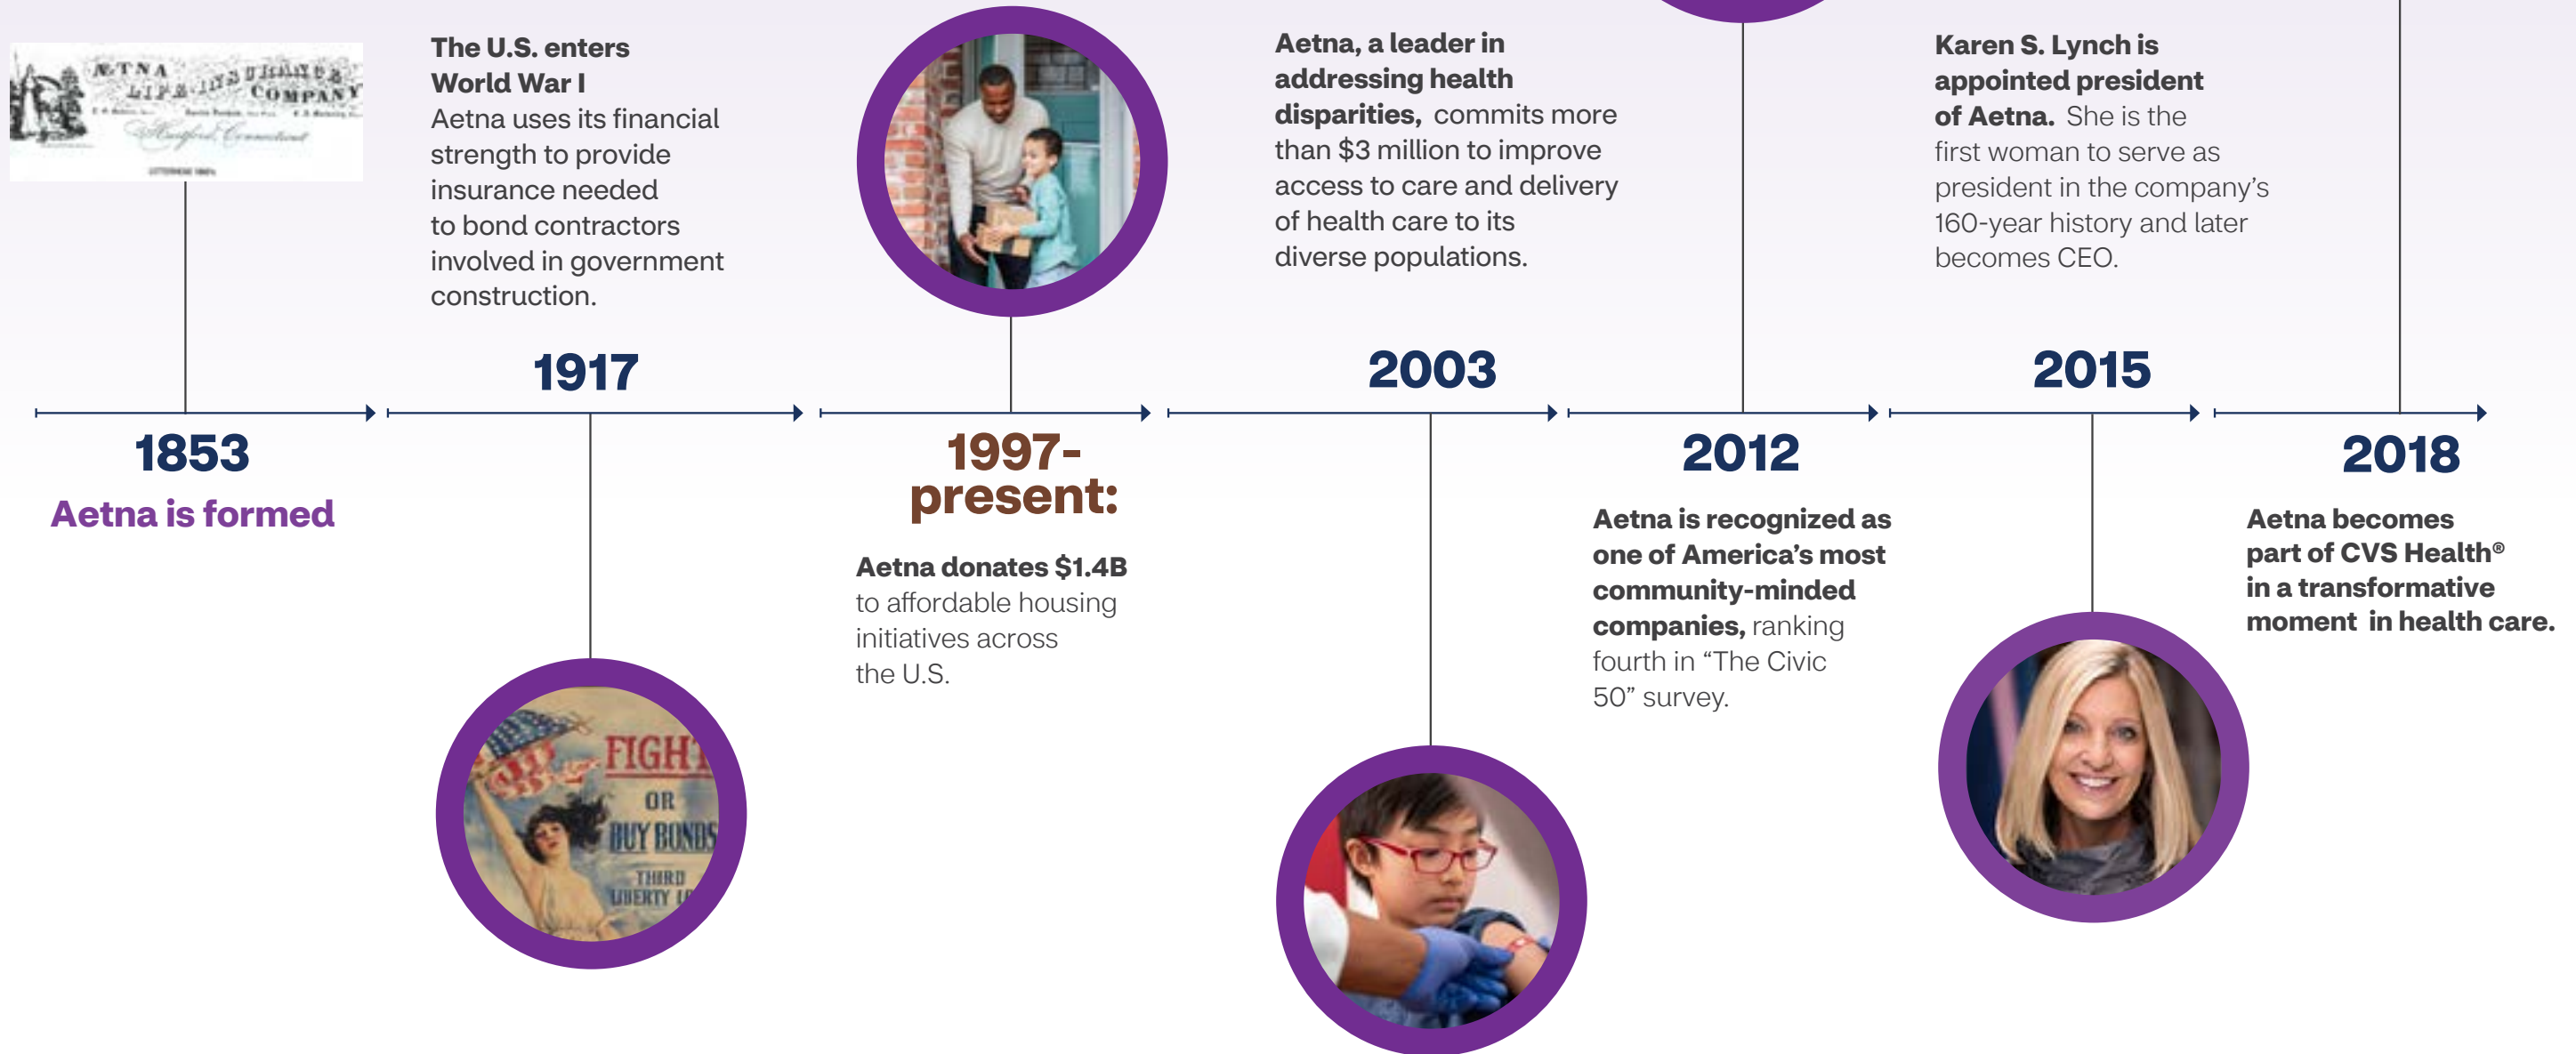 ÆTNA
LIFE INSURANCE
COMPANY
Hartford, Connecticut
The U.S. enters
World War I
Aetna uses its financial
strength to provide
insurance needed
to bond contractors
involved in government
construction.
Aetna, a leader in
addressing health
disparities, commits more
than $3 million to improve
access to care and delivery
of health care to its
diverse populations.
Karen S. Lynch is
appointed president
of Aetna. She is the
first woman to serve as
president in the company’s
160-year history and later
becomes CEO.
1853
Aetna is formed
1917
1997-
present:
Aetna donates $1.4B
to affordable housing
initiatives across
the U.S.
2003
2012
Aetna is recognized as
one of America’s most
community-minded
companies, ranking
fourth in “The Civic
50” survey.
2015
2018
Aetna becomes
part of CVS Health®
in a transformative
moment in health care.
FIGHT
OR
BUY BONDS
THIRD
LIBERTY